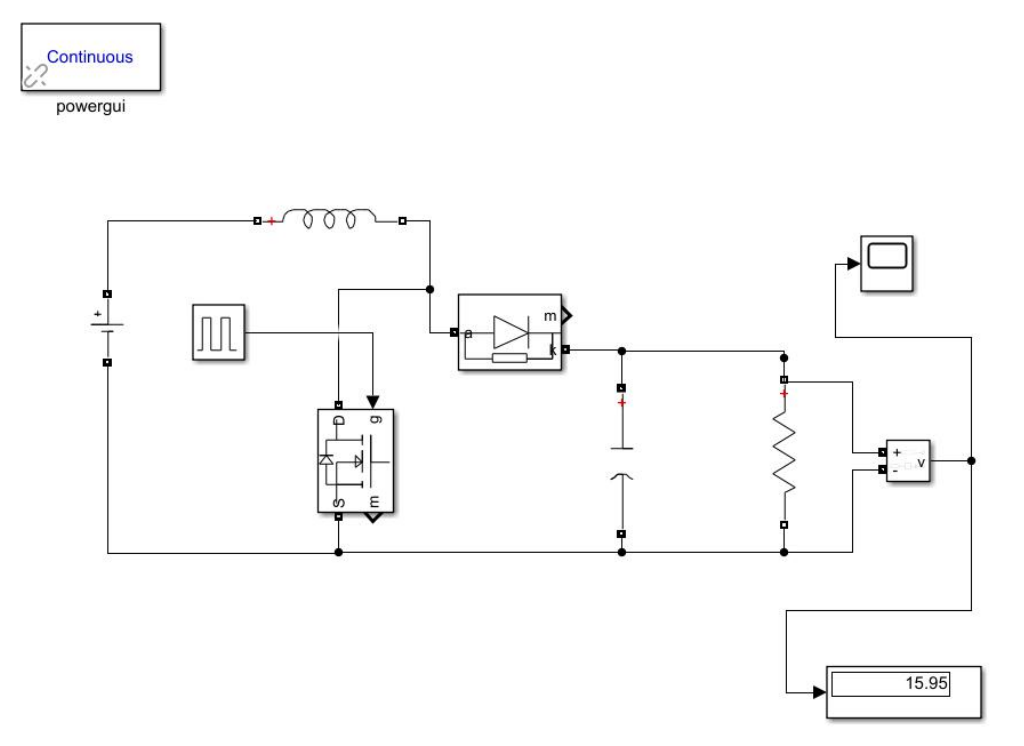 Continuous
powergui
+
+
m
a
k
D
g
S
m
+
+
+
-
v
15.95